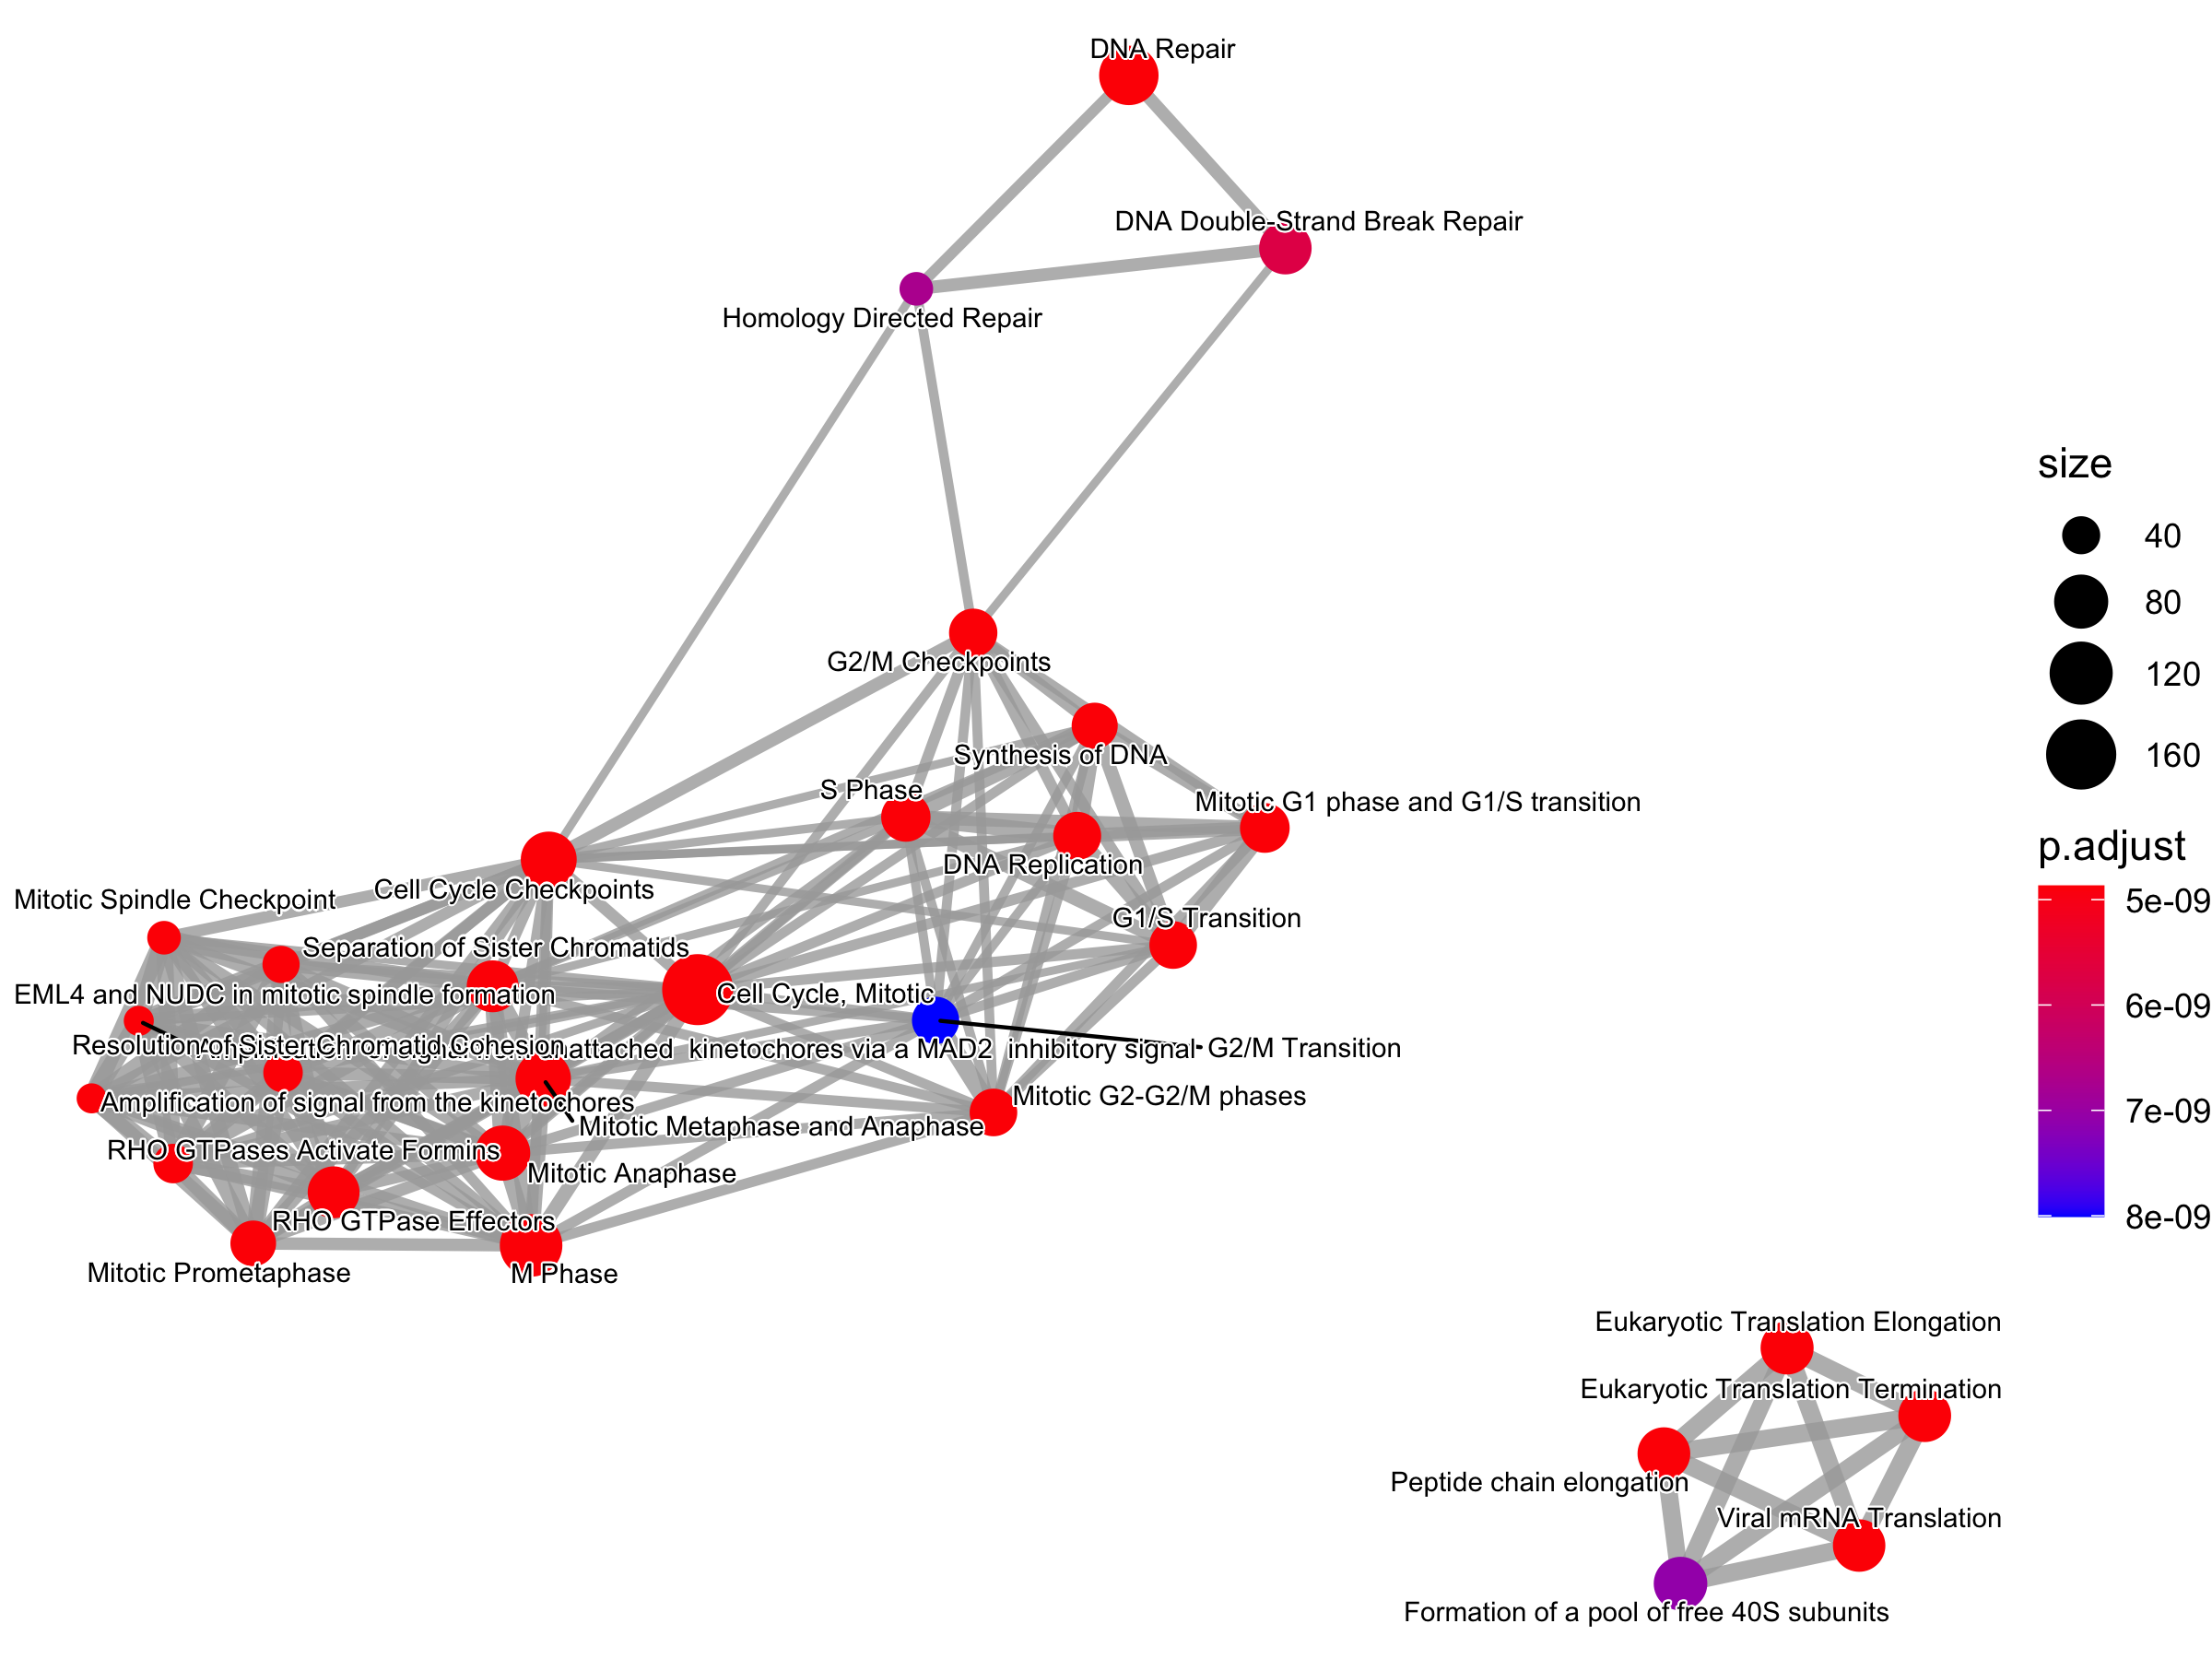 DNA Repair
DNA Double-Strand Break Repair
Homology Directed Repair
size
40
80
120
160
G2/M Checkpoints
Synthesis of DNA
S Phase
Mitotic G1 phase and G1/S transition
DNA Replication
p.adjust
5e-09
6e-09
7e-09
8e-09
Cell Cycle Checkpoints
Mitotic Spindle Checkpoint
G1/S Transition
Separation of Sister Chromatids
EML4 and NUDC in mitotic spindle formation
Cell Cycle, Mitotic
Resolution of Sister Chromatid Cohesion
attached kinetochores via a MAD2 inhibitory signal
G2/M Transition
Mitotic G2-G2/M phases
Amplification of signal from the kinetochores
Mitotic Metaphase and Anaphase
RHO GTPases Activate Formins
Mitotic Anaphase
RHO GTPase Effectors
Mitotic Prometaphase
M Phase
Eukaryotic Translation Elongation
Eukaryotic Translation Termination
Peptide chain elongation
Viral mRNA Translation
Formation of a pool of free 40S subunits